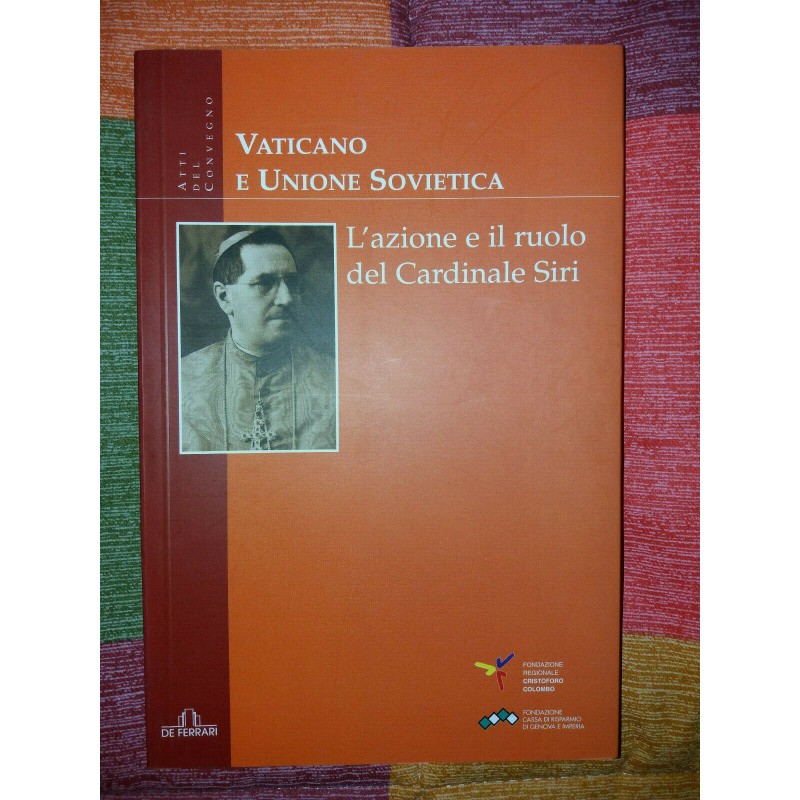 ATTI
DEL
CONVEGNO
VATICANO
E UNIONE SOVIETICA
L'azione e il ruolo
del Cardinale Siri
FONDAZIONE
REGIONALE
CRISTOFORO
COLOMBO
FONDAZIONE
CASSA DI RISPARMIO
DI GENOVA E IMPERIA
DE FERRARI